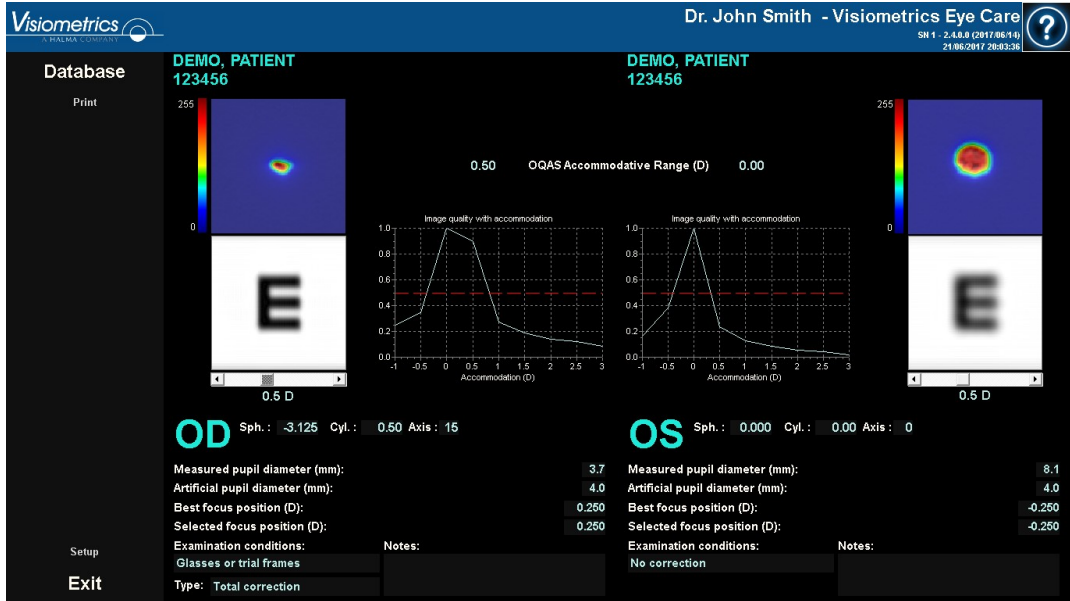 Visiometrics
A HALMA COMPANY
Dr. John Smith - Visiometrics Eye Care
SN 1 - 2.4.0.0 (2017/06/14)
21/06/2017 20:03:36
?
Database
Print
Setup
Exit
DEMO, PATIENT
123456
255
0
E
0.5 D
0.50 OQAS Accommodative Range (D) 0.00
Image quality with accommodation
1.0
0.8
0.6
0.4
0.2
0.0
-1 -0.5 0 0.5 1 1.5 2 2.5 3
Accommodation (D)
OD Sph.: -3.125 Cyl.: 0.50 Axis: 15
Measured pupil diameter (mm): 3.7
Artificial pupil diameter (mm): 4.0
Best focus position (D): 0.250
Selected focus position (D): 0.250
Examination conditions: Notes:
Glasses or trial frames
Type: Total correction
DEMO, PATIENT
123456
255
0
E
0.5 D
Image quality with accommodation
1.0
0.8
0.6
0.4
0.2
0.0
-1 -0.5 0 0.5 1 1.5 2 2.5 3
Accommodation (D)
OS Sph.: 0.000 Cyl.: 0.00 Axis: 0
Measured pupil diameter (mm): 8.1
Artificial pupil diameter (mm): 4.0
Best focus position (D): -0.250
Selected focus position (D): -0.250
Examination conditions: Notes:
No correction